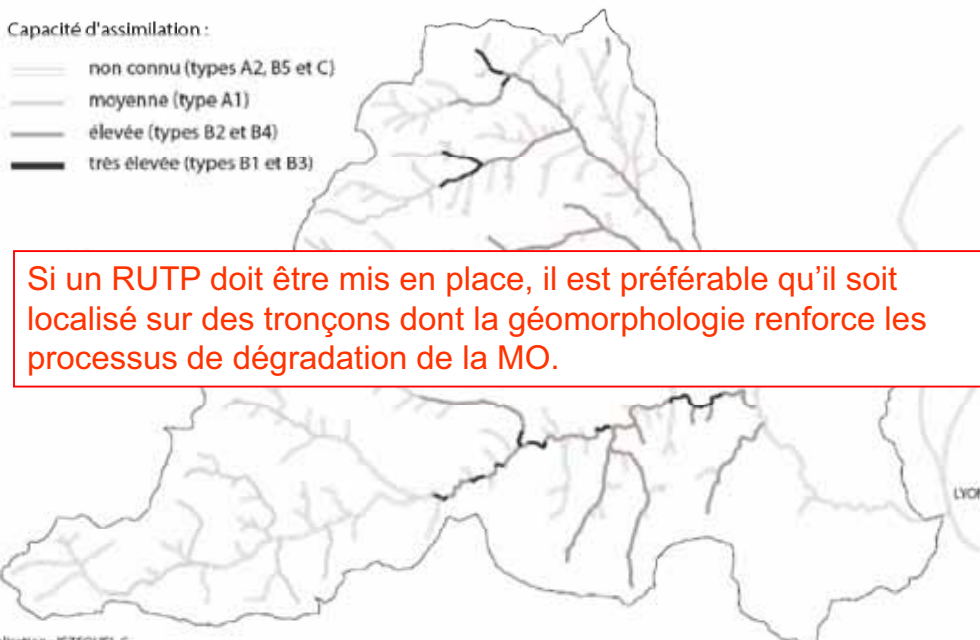 Capacité d'assimilation :
non connu (types A2, B5 et C)
moyenne (type A1)
élevée (types B2 et B4)
très élevée (types B1 et B3)
Si un RUTP doit être mis en place, il est préférable qu'il soit
localisé sur des tronçons dont la géomorphologie renforce les
processus de dégradation de la MO.